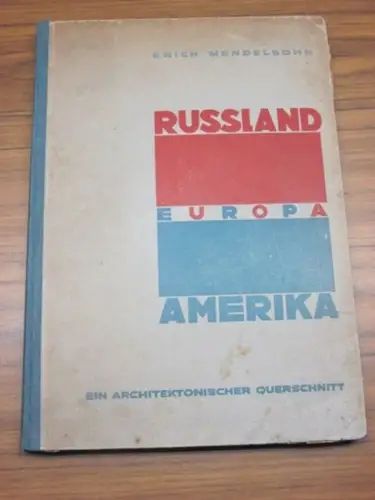 ERICH MENDELSOHN
RUSSLAND
EUROPA
AMERIKA
EIN ARCHITEKTONISCHER QUERSCHNITT